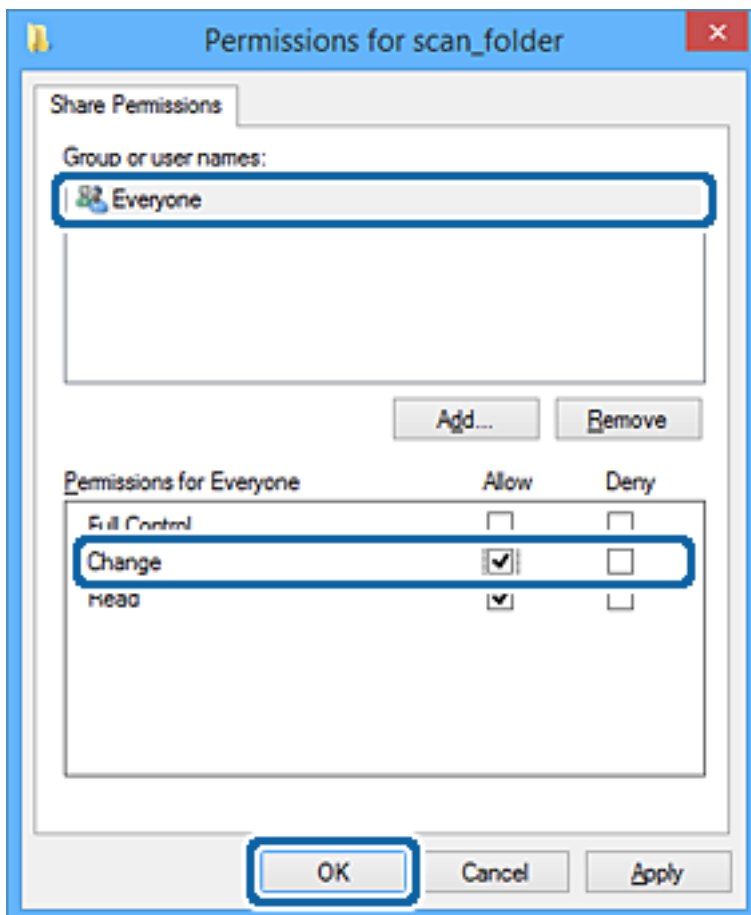 Permissions for scan_folder
Share Permissions
Group or user names:
Everyone
Add... Remove
Permissions for Everyone Allow Deny
Full Control
Change
Read
OK Cancel Apply